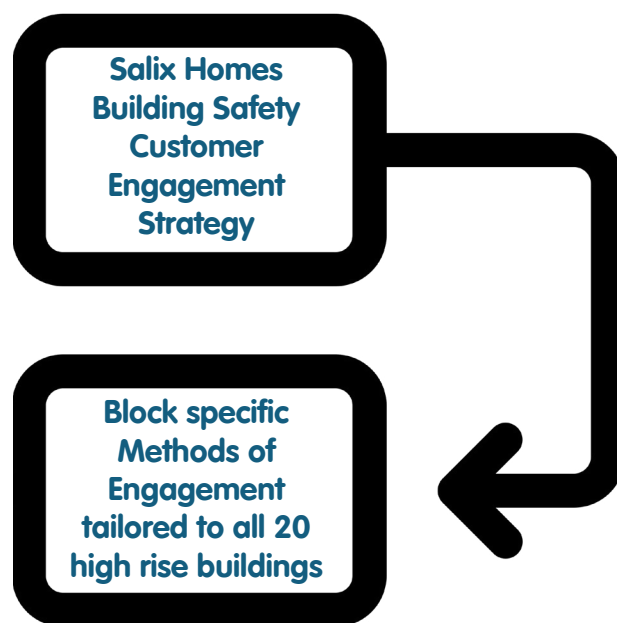 Salix Homes
Building Safety
Customer
Engagement
Strategy
Block specific
Methods of
Engagement
tailored to all 20
high rise buildings